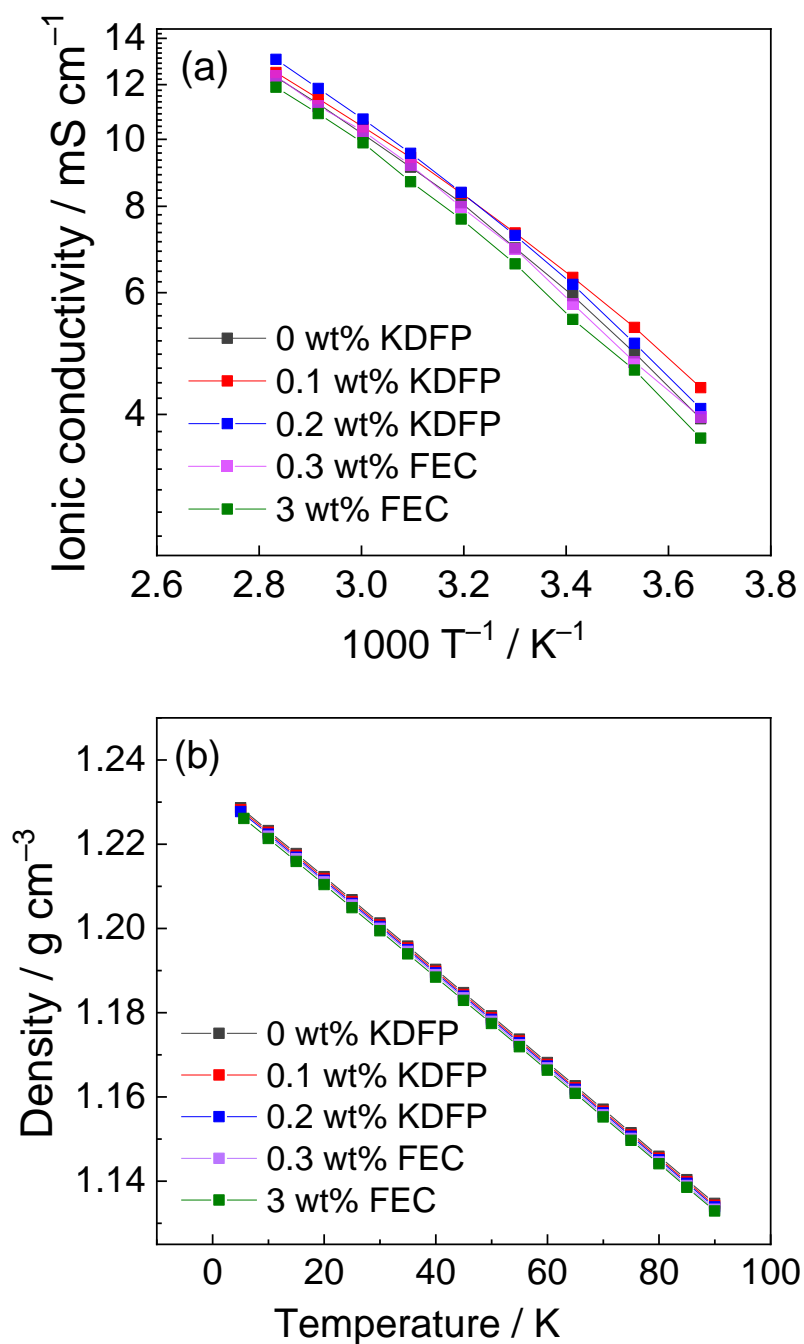 (a)
Ionic conductivity / mS cm⁻¹
14
12
10
8
6
4
0 wt% KDFP
0.1 wt% KDFP
0.2 wt% KDFP
0.3 wt% FEC
3 wt% FEC
2.6 2.8 3.0 3.2 3.4 3.6 3.8
1000 T⁻¹ / K⁻¹
(b)
Density / g cm⁻³
1.24
1.22
1.20
1.18
1.16
1.14
0 wt% KDFP
0.1 wt% KDFP
0.2 wt% KDFP
0.3 wt% FEC
3 wt% FEC
0 20 40 60 80 100
Temperature / K